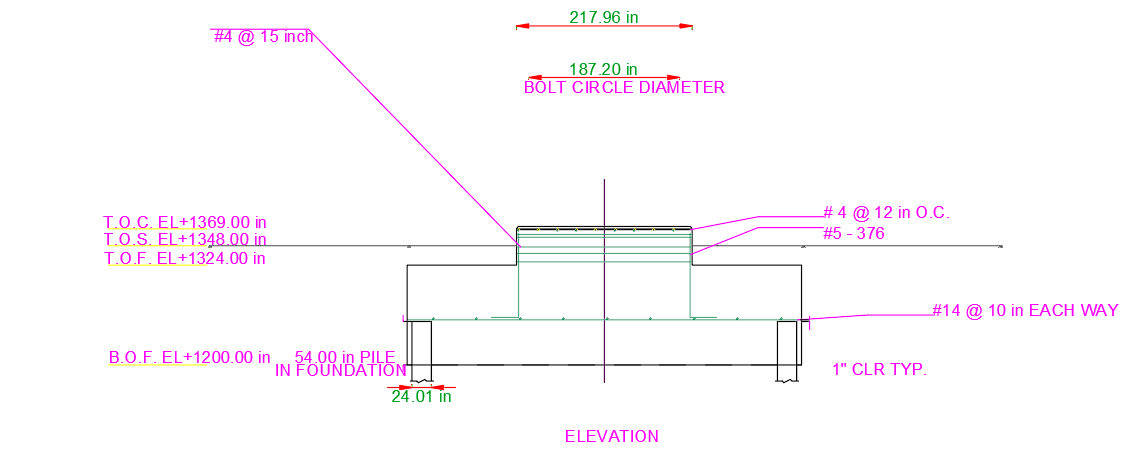 217.96 in
#4 @ 15 inch
187.20 in
BOLT CIRCLE DIAMETER
T.O.C. EL+1369.00 in
# 4 @ 12 in O.C.
T.O.S. EL+1348.00 in
#5 - 376
T.O.F. EL+1324.00 in
#14 @ 10 in EACH WAY
B.O.F. EL+1200.00 in
54.00 in PILE
IN FOUNDATION
1" CLR TYP.
24.01 in
ELEVATION